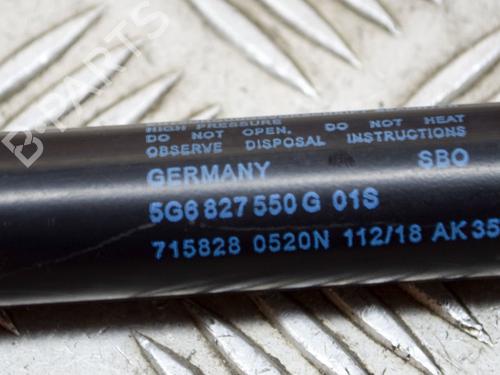 HIGH PRESSURE
DO NOT OPEN. DO NOT HEAT
OBSERVE DISPOSAL INSTRUCTIONS
GERMANY SBO
5G6 827 550 G 01S
715828 0520N 112/18 AK35
B-PARTS